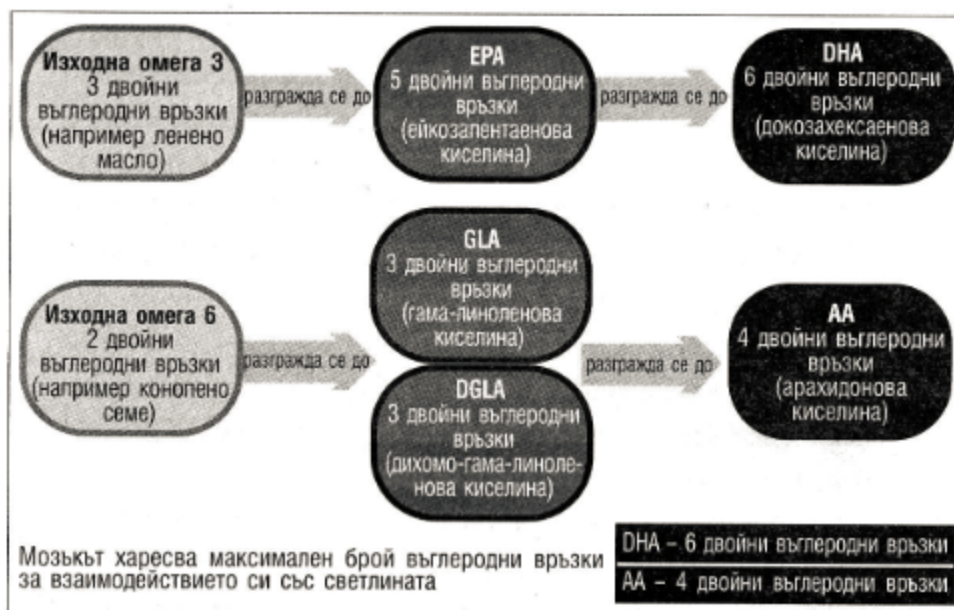 Изходна омега 3
3 двойни
въглеродни връзки
(например ленено
масло)
разгражда се до
EPA
5 двойни въглеродни
връзки
(ейкозапентаенова
киселина)
разгражда се до
DHA
6 двойни въглеродни
връзки
(докозахексаенова
киселина)
Изходна омега 6
2 двойни
въглеродни връзки
(например конопено
семе)
разгражда се до
GLA
3 двойни въглеродни
връзки
(гама-линоленова
киселина)
DGLA
3 двойни въглеродни
връзки
(дихомо-гама-линоле-
нова киселина)
разгражда се до
AA
4 двойни въглеродни
връзки
(арахидонова
киселина)
Мозъкът харесва максимален брой въглеродни връзки
за взаимодействието си със светлината
DHA – 6 двойни въглеродни връзки
AA – 4 двойни въглеродни връзки